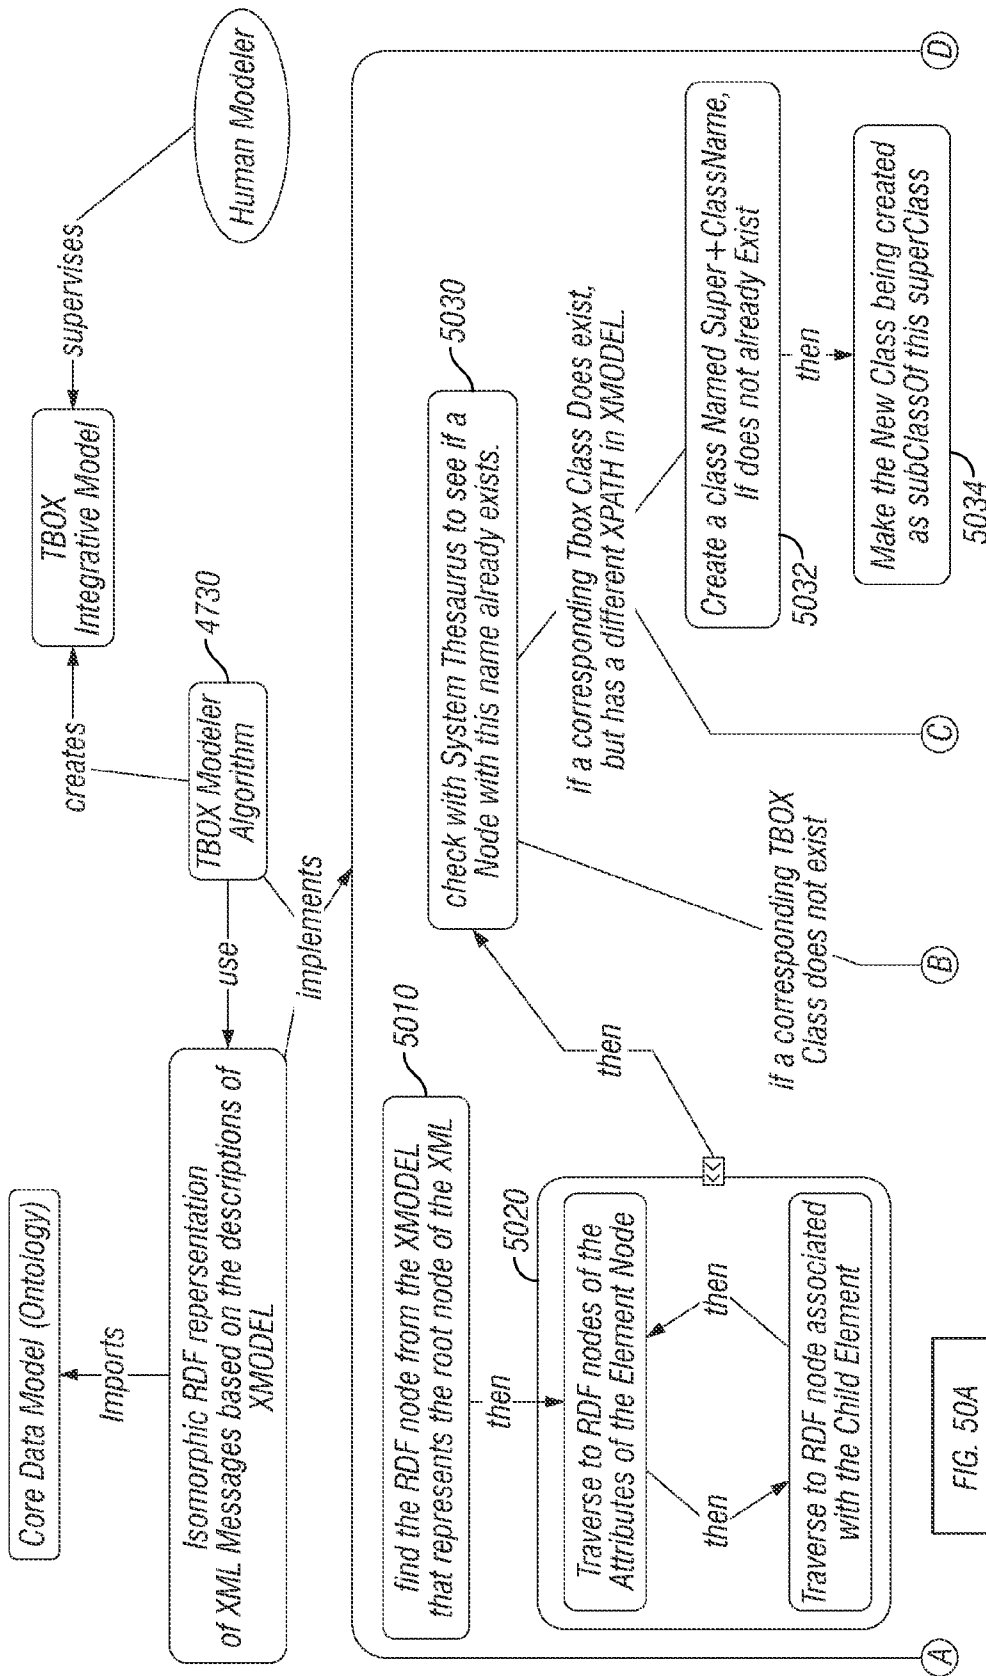 Core Data Model (Ontology)
Imports
Isomorphic RDF repersentation
of XML Messages based on the descriptions of
XMODEL
use
creates
TBOX Modeler
Algorithm
4730
implements
TBOX
Integrative Model
supervises
Human Modeler
find the RDF node from the XMODEL
that represents the root node of the XML
5010
then
5020
Traverse to RDF nodes of the
Attributes of the Element Node
then
then
Traverse to RDF node associated
with the Child Element
<<
then
check with System Thesaurus to see if a
Node with this name already exists.
5030
if a corresponding TBOX
Class does not exist
if a corresponding Tbox Class Does exist,
but has a different XPATH in XMODEL.
Create a class Named Super+ClassName,
If does not already Exist
5032
then
Make the New Class being created
as subClassOf this superClass
5034
A
B
C
D
FIG. 50A